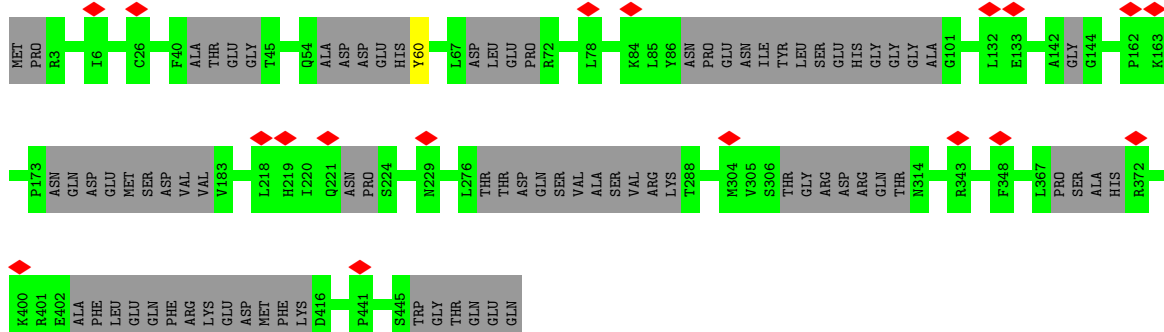 MET PRO R3 I6 C26 F40 ALA THR GLU GLY T45 Q54 ALA ASP ASP GLU HIS Y60 L67 ASP LEU GLU PRO R72 L78 K84 L85 Y86 ASN PRO GLU ASN ILE TYR LEU SER GLU HIS GLY GLY GLY ALA G101 L132 E133 A142 GLY G144 P162 K163
P173 ASN GLN ASP GLU MET SER ASP VAL VAL V183 L218 H219 I220 Q221 ASN PRO S224 N229 L276 THR THR ASP GLN SER VAL ALA SER VAL ARG LYS T288 M304 V305 S306 THR GLY ARG ASP ARG GLN THR N314 R343 F348 L367 PRO SER ALA HIS R372
K400 R401 E402 ALA PHE LEU GLU GLN PHE ARG LYS GLU ASP MET PHE LYS D416 P441 S445 TRP GLY THR GLN GLU GLN